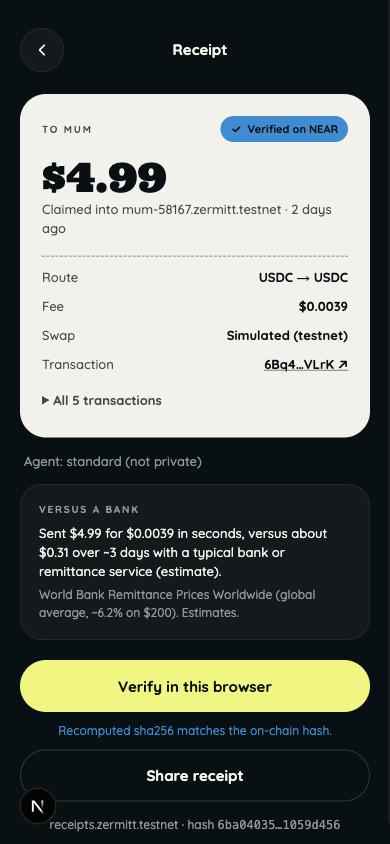 Receipt
TO MUM
✓ Verified on NEAR
$4.99
Claimed into mum-58167.zermitt.testnet · 2 days
ago
Route USDC → USDC
Fee $0.0039
Swap Simulated (testnet)
Transaction 6Bq4…VLrK ↗
▶ All 5 transactions
Agent: standard (not private)
VERSUS A BANK
Sent $4.99 for $0.0039 in seconds, versus about
$0.31 over ~3 days with a typical bank or
remittance service (estimate).
World Bank Remittance Prices Worldwide (global
average, ~6.2% on $200). Estimates.
Verify in this browser
Recomputed sha256 matches the on-chain hash.
Share receipt
N
receipts.zermitt.testnet · hash 6ba04035…1059d456